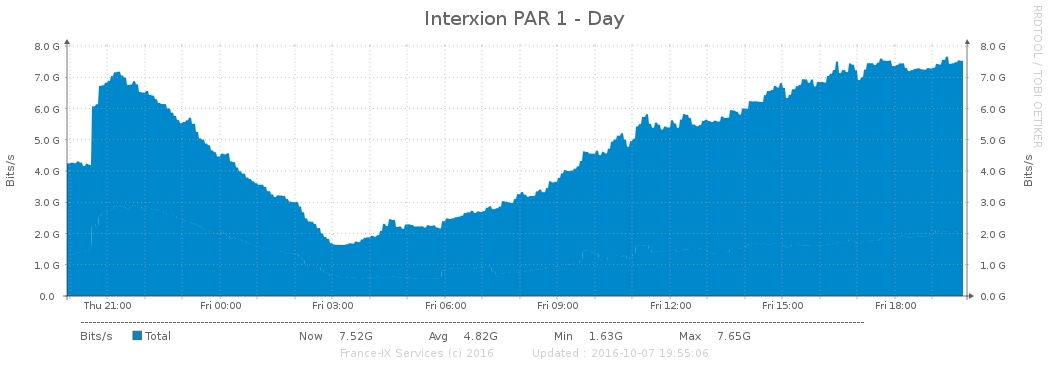 Interxion PAR 1 - Day
RRDTOOL / TOBI OETIKER
Bits/s
8.0 G
7.0 G
6.0 G
5.0 G
4.0 G
3.0 G
2.0 G
1.0 G
0.0
8.0 G
7.0 G
6.0 G
5.0 G
4.0 G
3.0 G
2.0 G
1.0 G
0.0 G
Bits/s
Thu 21:00 Fri 00:00 Fri 03:00 Fri 06:00 Fri 09:00 Fri 12:00 Fri 15:00 Fri 18:00
Bits/s Total Now 7.52G Avg 4.82G Min 1.63G Max 7.65G
France-IX Services (c) 2016 Updated : 2016-10-07 19:55:06